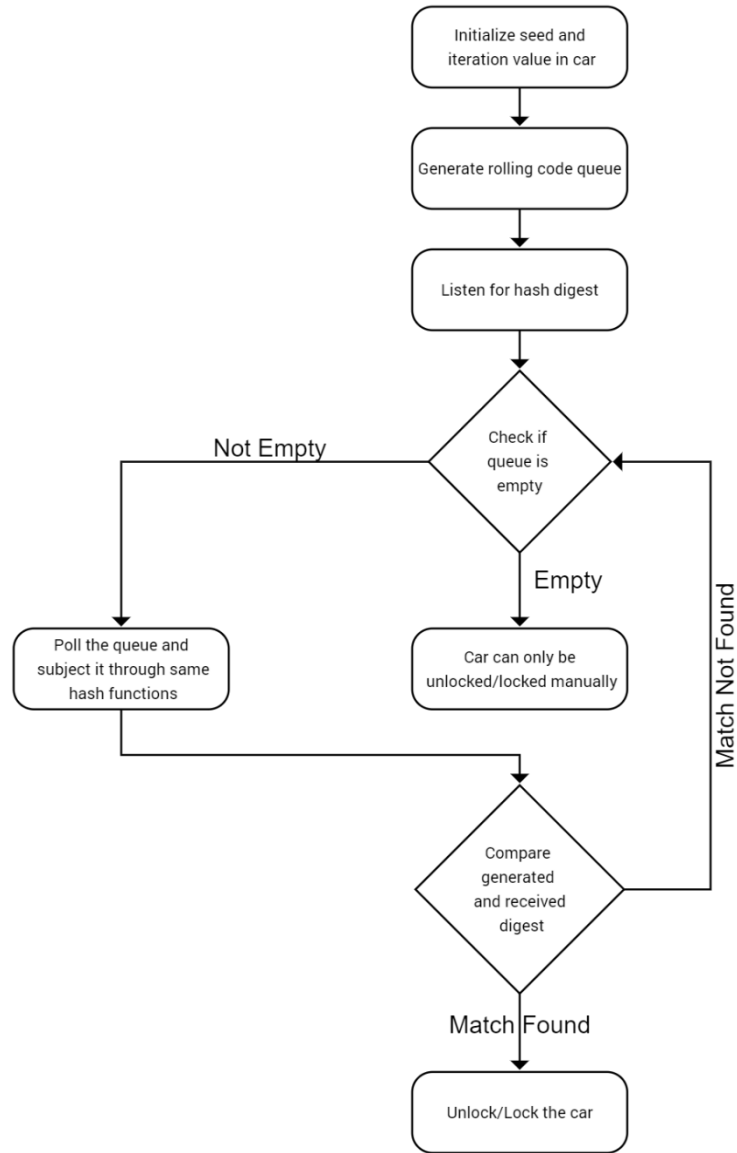 Initialize seed and
iteration value in car
Generate rolling code queue
Listen for hash digest
Check if
queue is
empty
Not Empty
Empty
Poll the queue and
subject it through same
hash functions
Car can only be
unlocked/locked manually
Match Not Found
Compare
generated
and received
digest
Match Found
Unlock/Lock the car